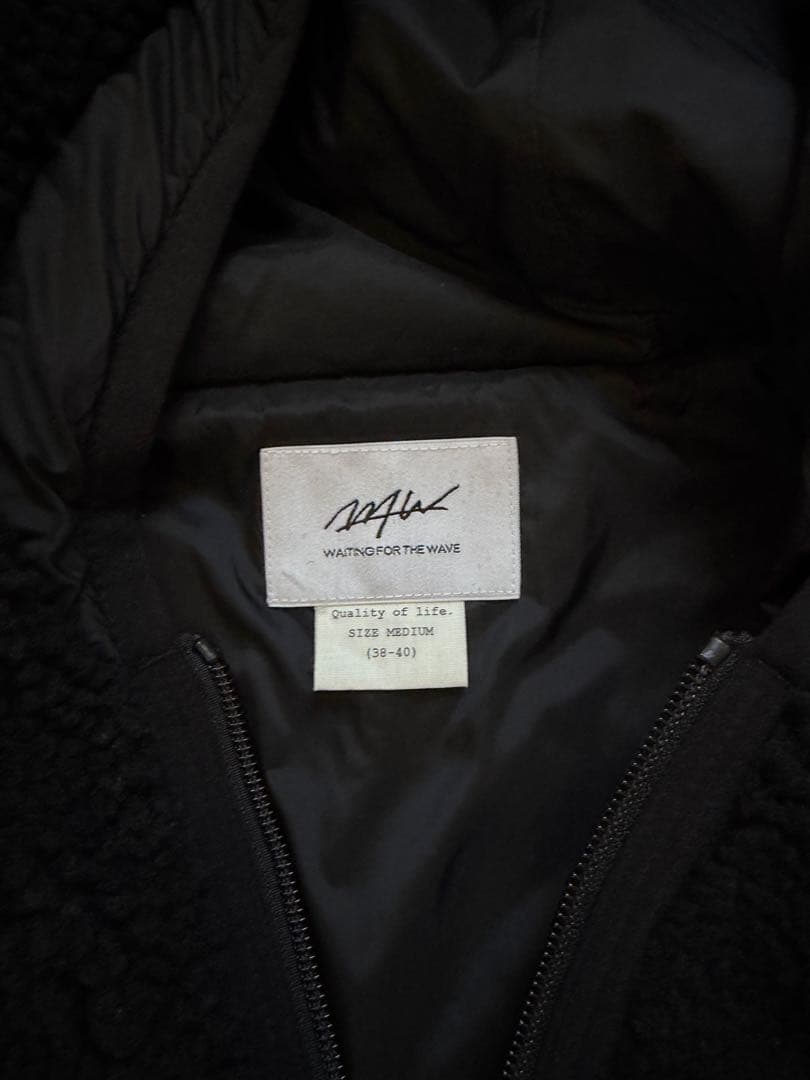 WAITING FOR THE WAVE
Quality of life.
SIZE MEDIUM
(38-40)